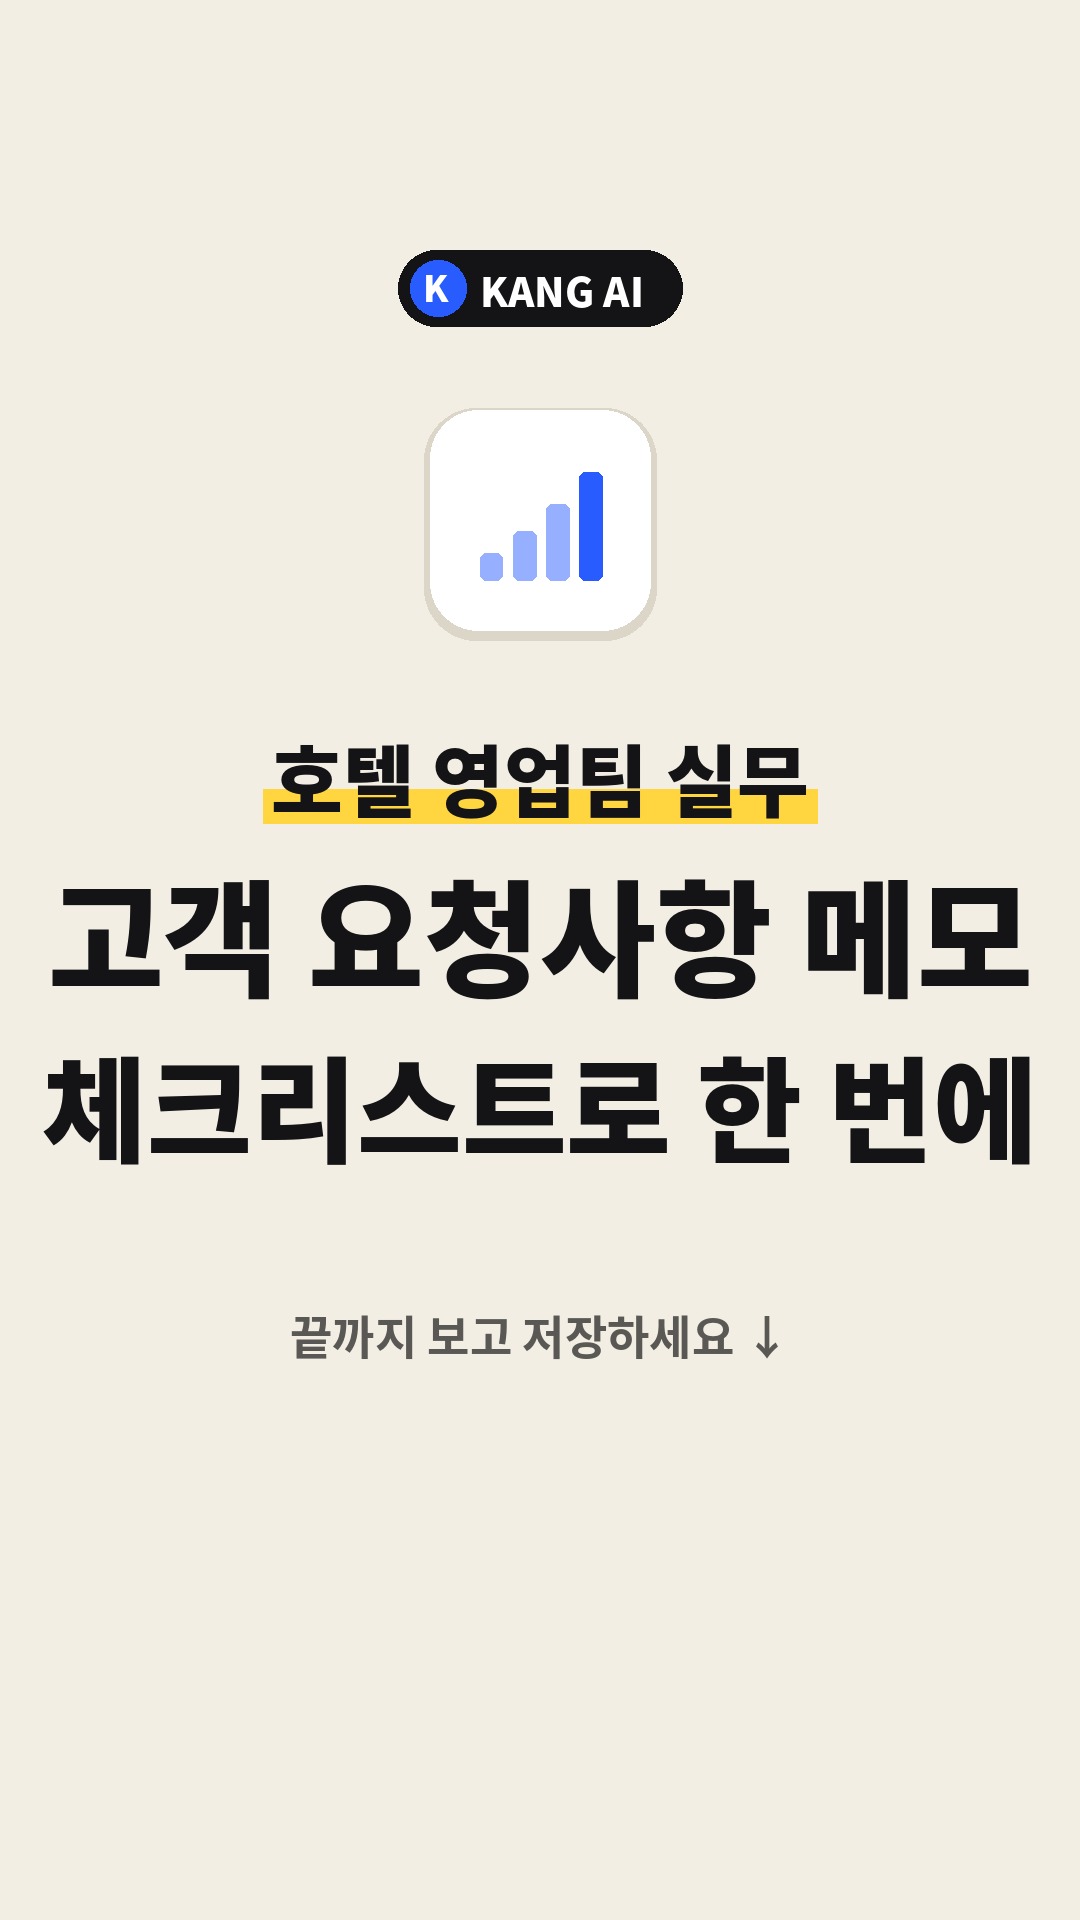 K KANG AI
호텔 영업팀 실무
고객 요청사항 메모
체크리스트로 한 번에
끝까지 보고 저장하세요 ↓